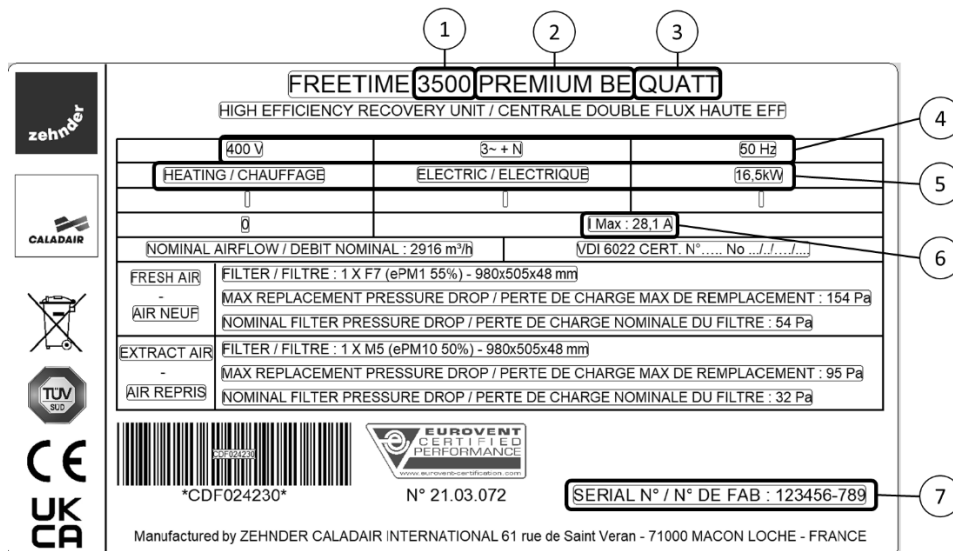 1 2 3
zehnder
FREETIME 3500 PREMIUM BE QUATT
HIGH EFFICIENCY RECOVERY UNIT / CENTRALE DOUBLE FLUX HAUTE EFF
400 V 3~ + N 50 Hz 4
HEATING / CHAUFFAGE ELECTRIC / ELECTRIQUE 16,5kW 5
CALADAIR
0 I Max : 28,1 A 6
NOMINAL AIRFLOW / DEBIT NOMINAL : 2916 m³/h VDI 6022 CERT. N°..... No .../../..../....
FRESH AIR - AIR NEUF
FILTER / FILTRE : 1 X F7 (ePM1 55%) - 980x505x48 mm
MAX REPLACEMENT PRESSURE DROP / PERTE DE CHARGE MAX DE REMPLACEMENT : 154 Pa
NOMINAL FILTER PRESSURE DROP / PERTE DE CHARGE NOMINALE DU FILTRE : 54 Pa
EXTRACT AIR - AIR REPRIS
FILTER / FILTRE : 1 X M5 (ePM10 50%) - 980x505x48 mm
MAX REPLACEMENT PRESSURE DROP / PERTE DE CHARGE MAX DE REMPLACEMENT : 95 Pa
NOMINAL FILTER PRESSURE DROP / PERTE DE CHARGE NOMINALE DU FILTRE : 32 Pa
TÜV
SÜD
CE
UK
CA
CDF024230
*CDF024230*
EUROVENT
CERTIFIED
PERFORMANCE
www.eurovent-certification.com
N° 21.03.072
SERIAL N° / N° DE FAB : 123456-789 7
Manufactured by ZEHNDER CALADAIR INTERNATIONAL 61 rue de Saint Veran - 71000 MACON LOCHE - FRANCE